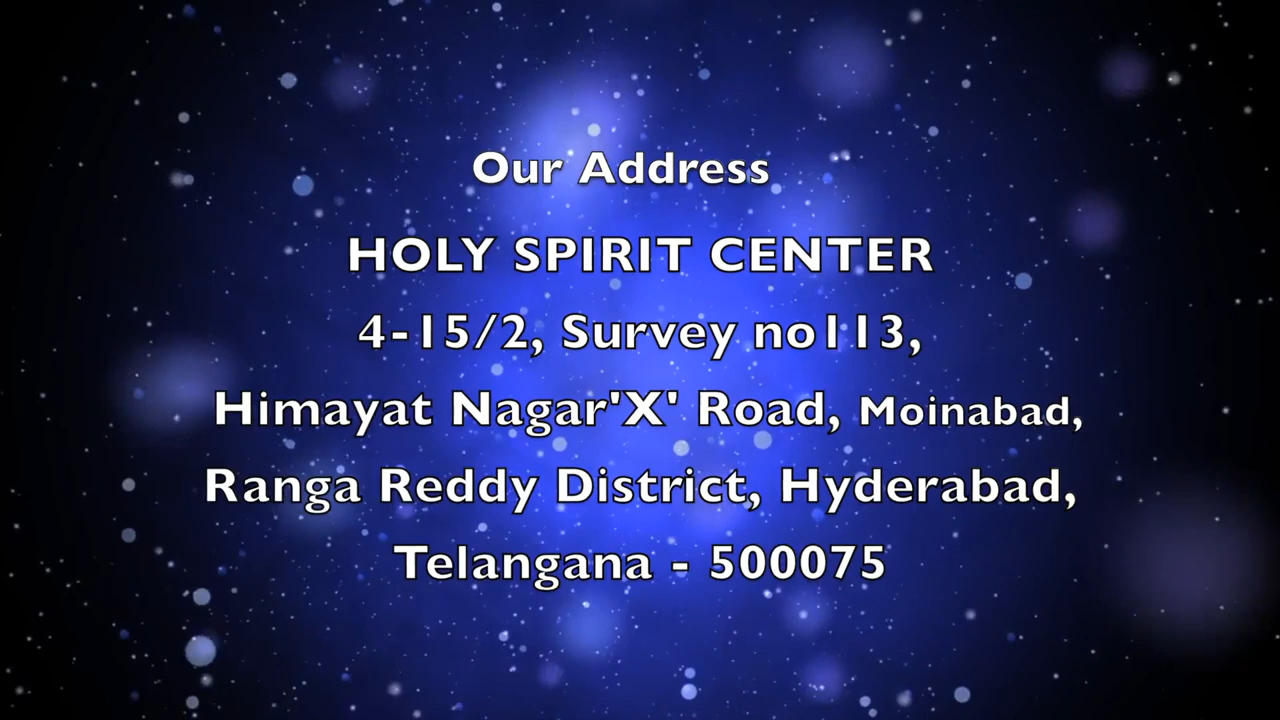 Our Address
HOLY SPIRIT CENTER
4-15/2, Survey no113,
Himayat Nagar'X' Road, Moinabad,
Ranga Reddy District, Hyderabad,
Telangana - 500075